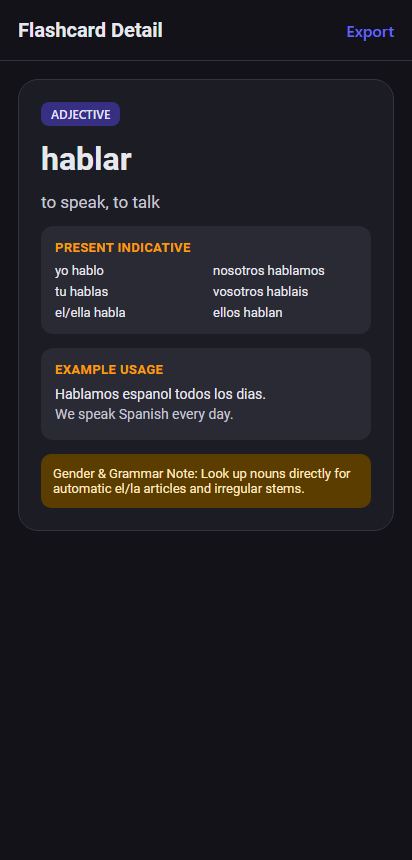 Flashcard Detail
Export
ADJECTIVE
hablar
to speak, to talk
PRESENT INDICATIVE
yo hablo
nosotros hablamos
tu hablas
vosotros hablais
el/ella habla
ellos hablan
EXAMPLE USAGE
Hablamos espanol todos los dias.
We speak Spanish every day.
Gender & Grammar Note: Look up nouns directly for
automatic el/la articles and irregular stems.